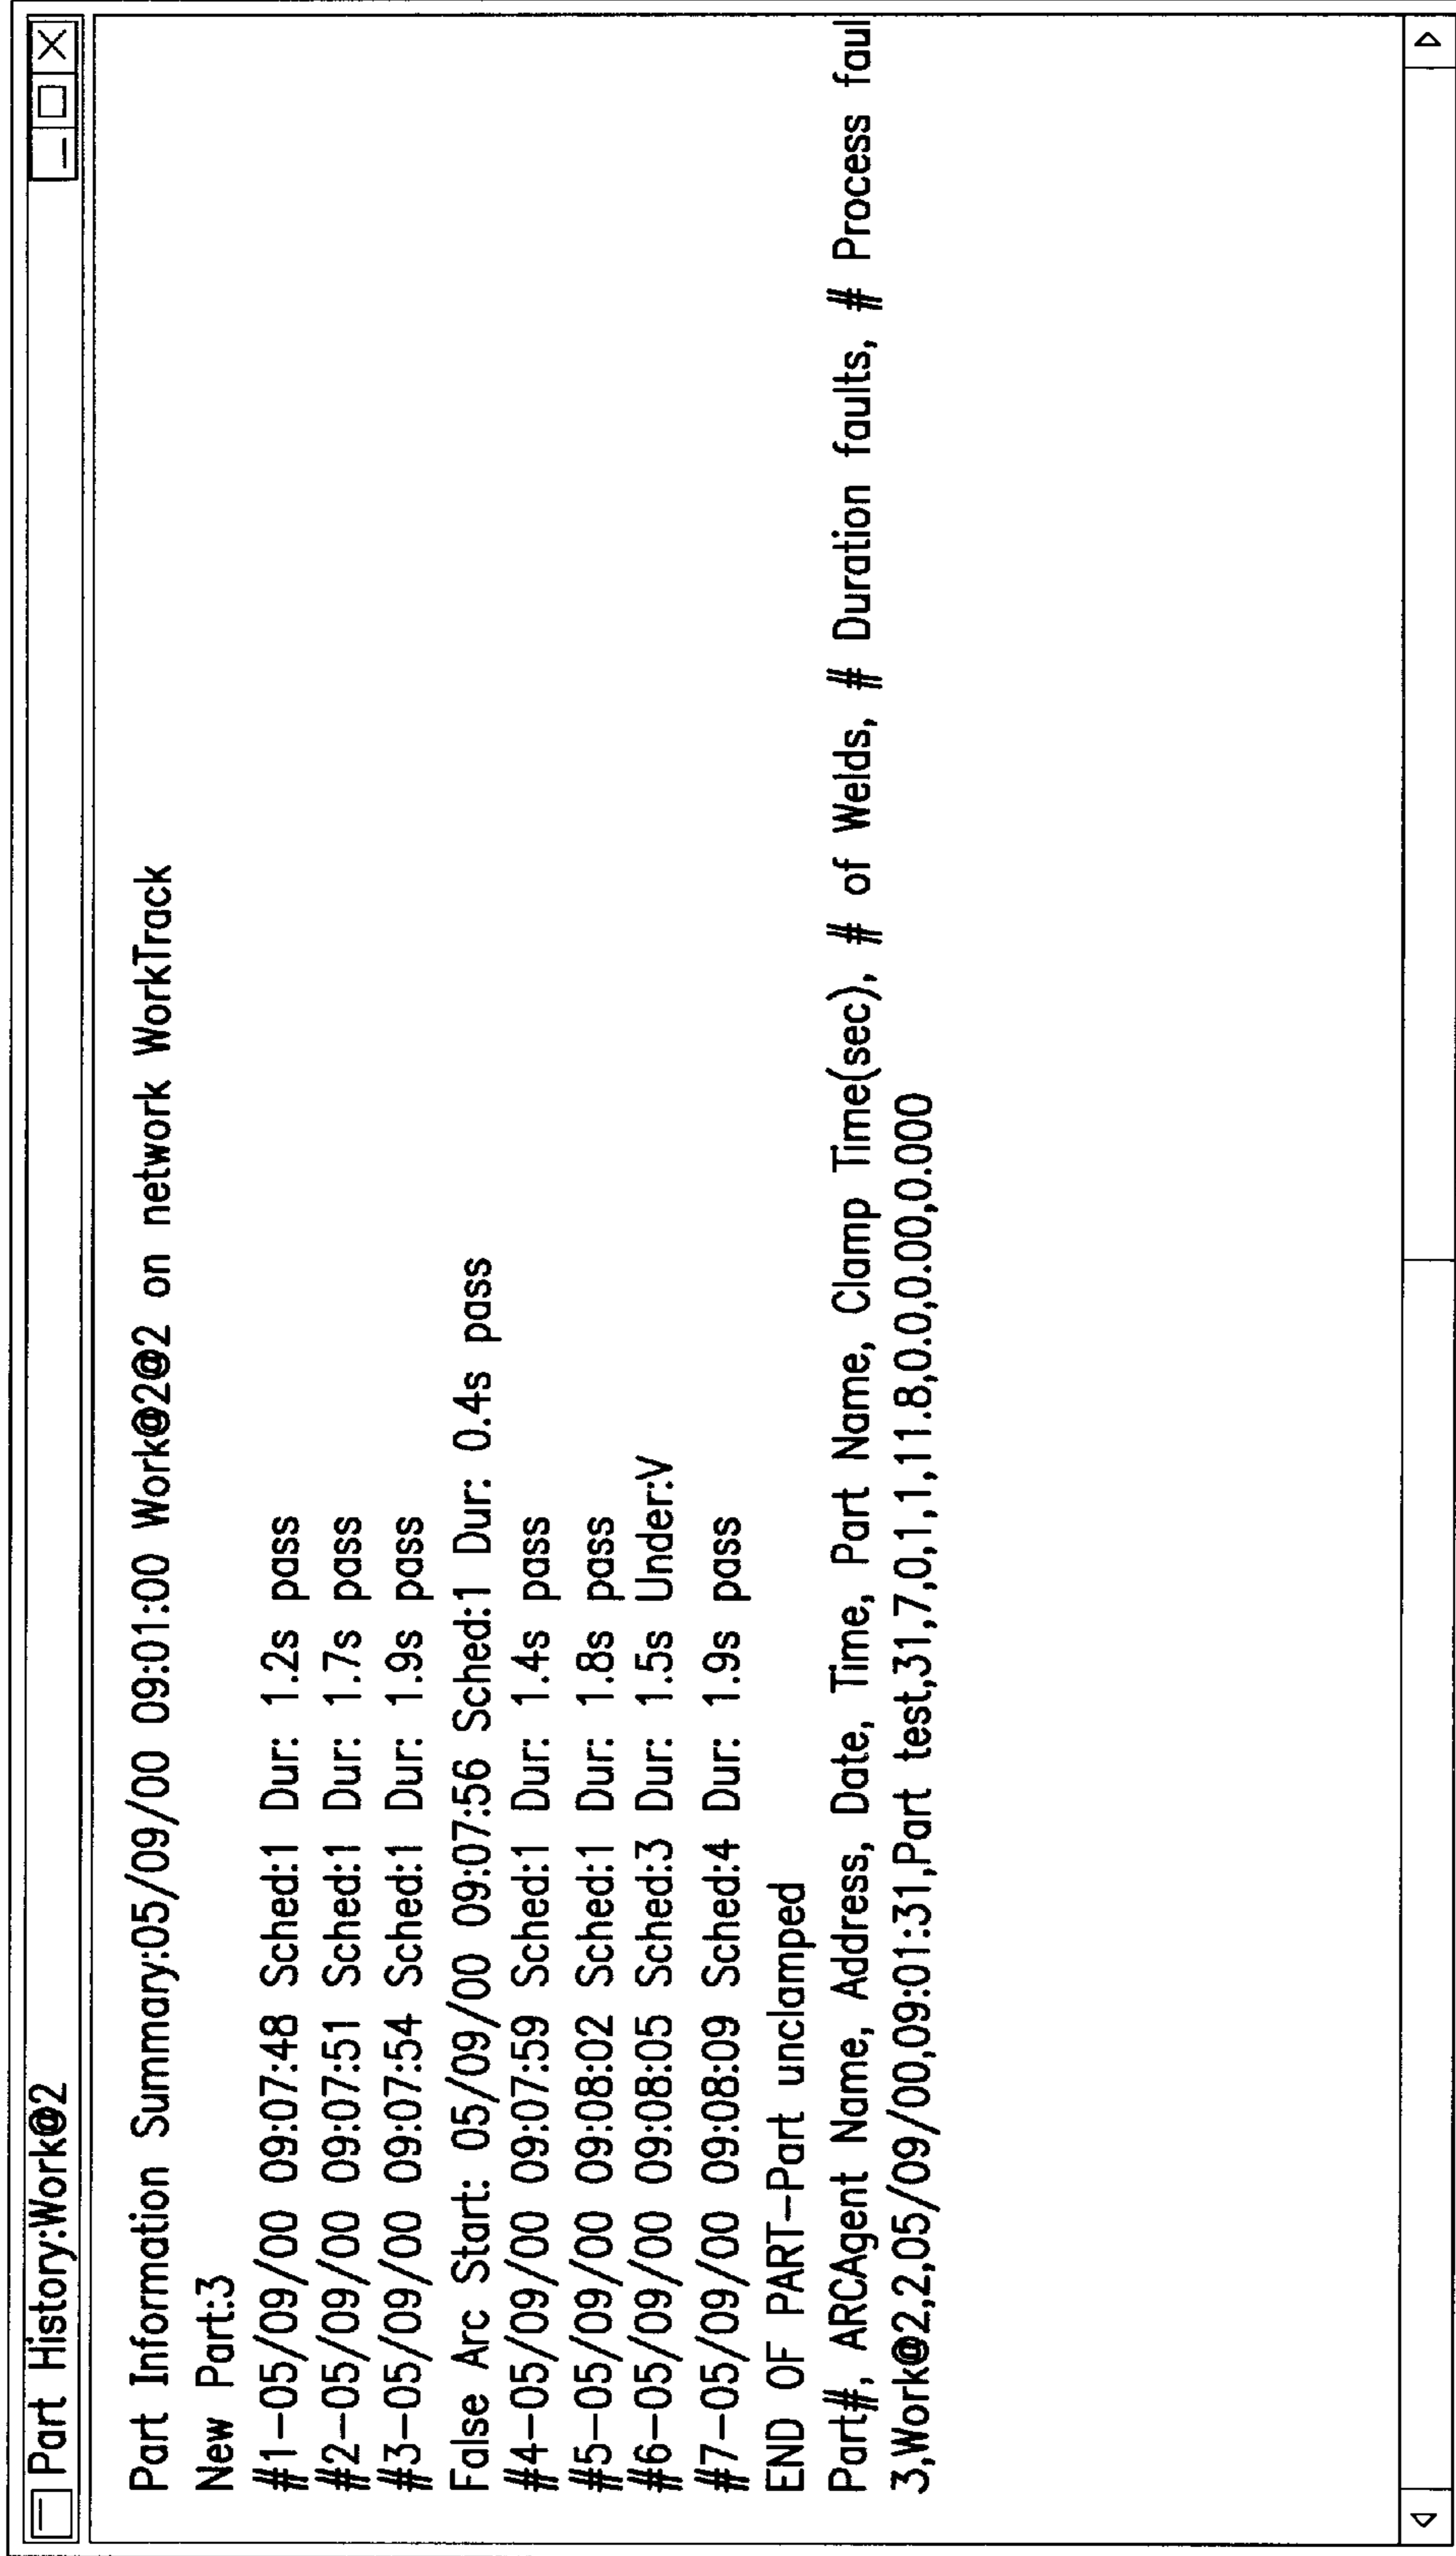 Part History:Work@2
Part Information Summary:05/09/00 09:01:00 Work@2@2 on network WorkTrack
New Part:3
#1-05/09/00 09:07:48 Sched:1 Dur: 1.2s pass
#2-05/09/00 09:07:51 Sched:1 Dur: 1.7s pass
#3-05/09/00 09:07:54 Sched:1 Dur: 1.9s pass
False Arc Start: 05/09/00 09:07:56 Sched:1 Dur: 0.4s pass
#4-05/09/00 09:07:59 Sched:1 Dur: 1.4s pass
#5-05/09/00 09:08:02 Sched:1 Dur: 1.8s pass
#6-05/09/00 09:08:05 Sched:3 Dur: 1.5s Under:V
#7-05/09/00 09:08:09 Sched:4 Dur: 1.9s pass
END OF PART-Part unclamped
Part#, ARCAgent Name, Address, Date, Time, Part Name, Clamp Time(sec), # of Welds, # Duration faults, # Process faul
3,Work@2,2,05/09/00,09:01:31,Part test,31,7,0,1,1,11.8,0.0,0.00,0.000